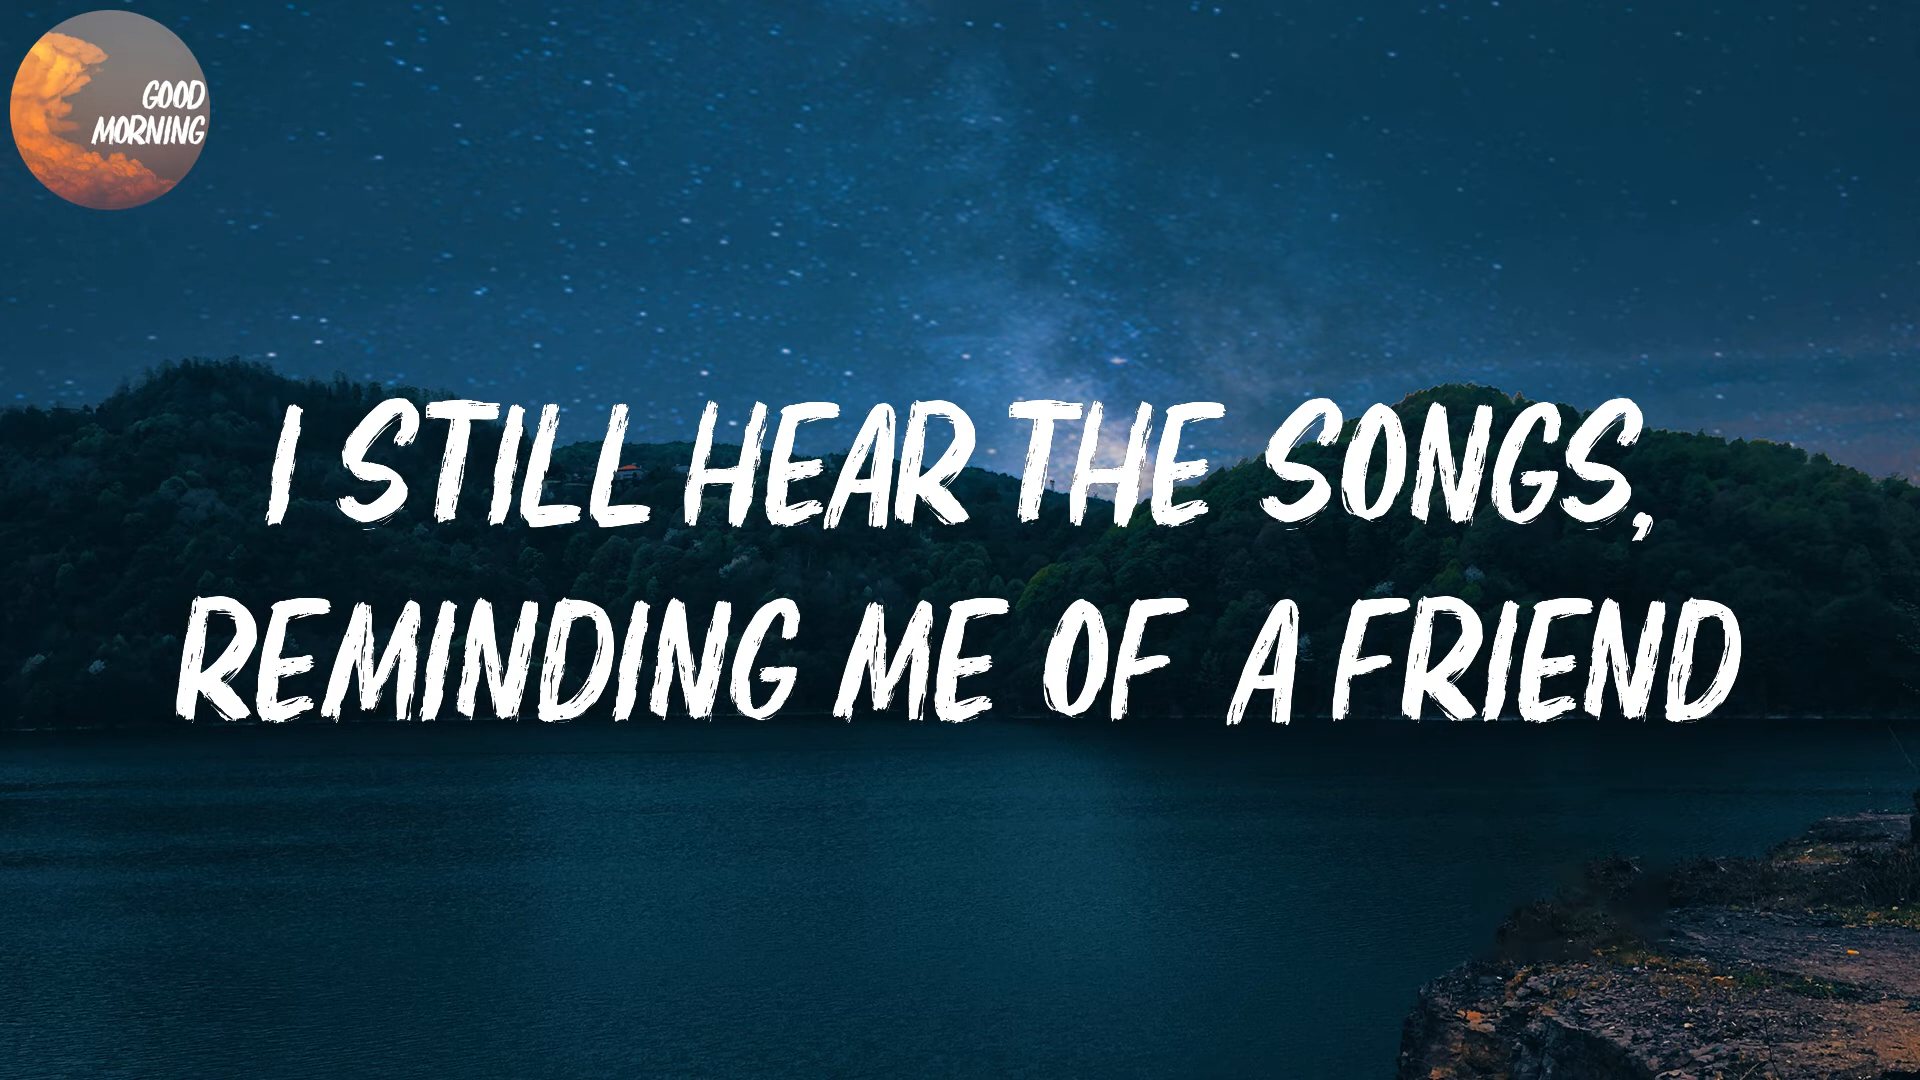 GOOD
MORNING
I STILL HEAR THE SONGS,
REMINDING ME OF A FRIEND